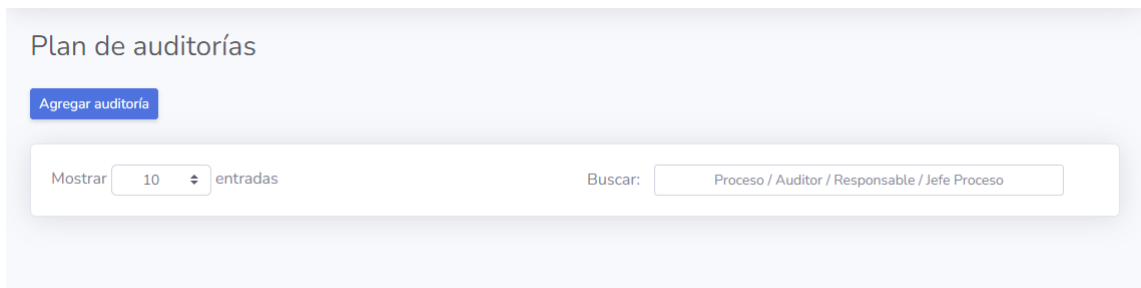 Plan de auditorías
Agregar auditoría
Mostrar 10 entradas Buscar: Proceso / Auditor / Responsable / Jefe Proceso